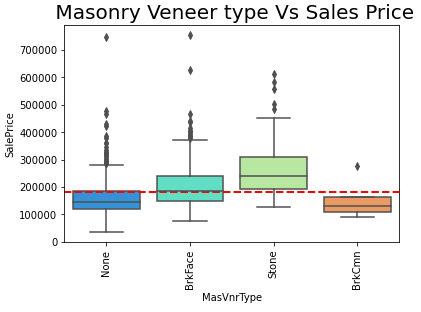 Masonry Veneer type Vs Sales Price
700000
600000
500000
400000
300000
200000
100000
0
SalePrice
None
BrkFace
Stone
BrkCmn
MasVnrType